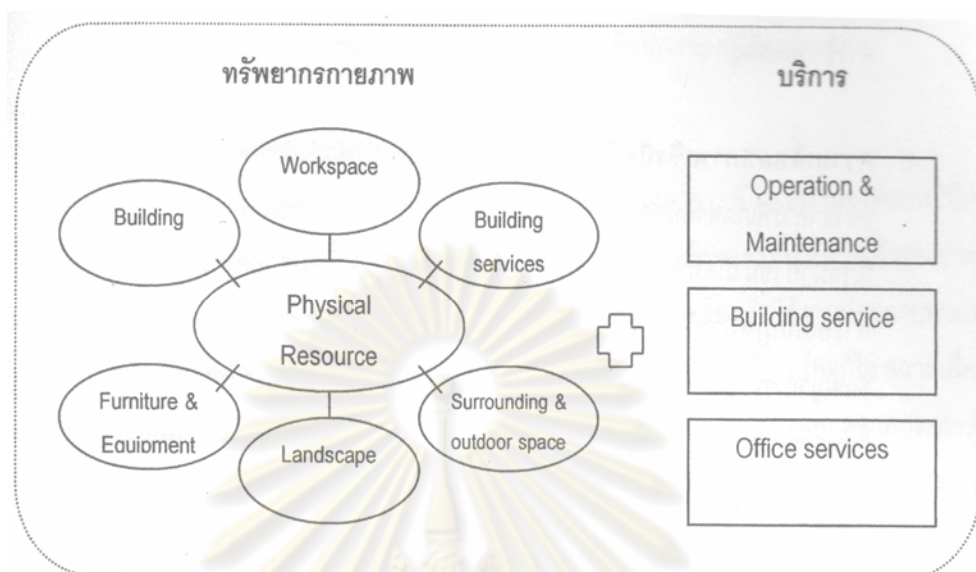 ทรัพยากรกายภาพ
บริการ
Workspace
Building
Building
services
Physical
Resource
Furniture &
Equipment
Landscape
Surrounding &
outdoor space
Operation &
Maintenance
Building service
Office services